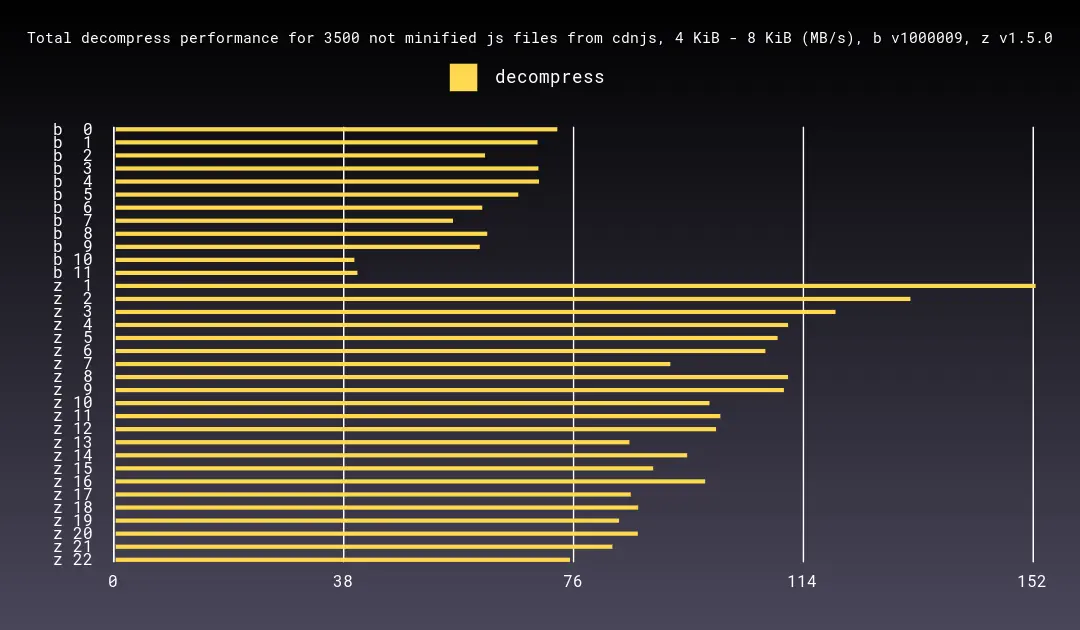 Total decompress performance for 3500 not minified js files from cdnjs, 4 KiB - 8 KiB (MB/s), b v1000009, z v1.5.0
decompress
b 0
b 1
b 2
b 3
b 4
b 5
b 6
b 7
b 8
b 9
b 10
b 11
z 1
z 2
z 3
z 4
z 5
z 6
z 7
z 8
z 9
z 10
z 11
z 12
z 13
z 14
z 15
z 16
z 17
z 18
z 19
z 20
z 21
z 22
0 38 76 114 152